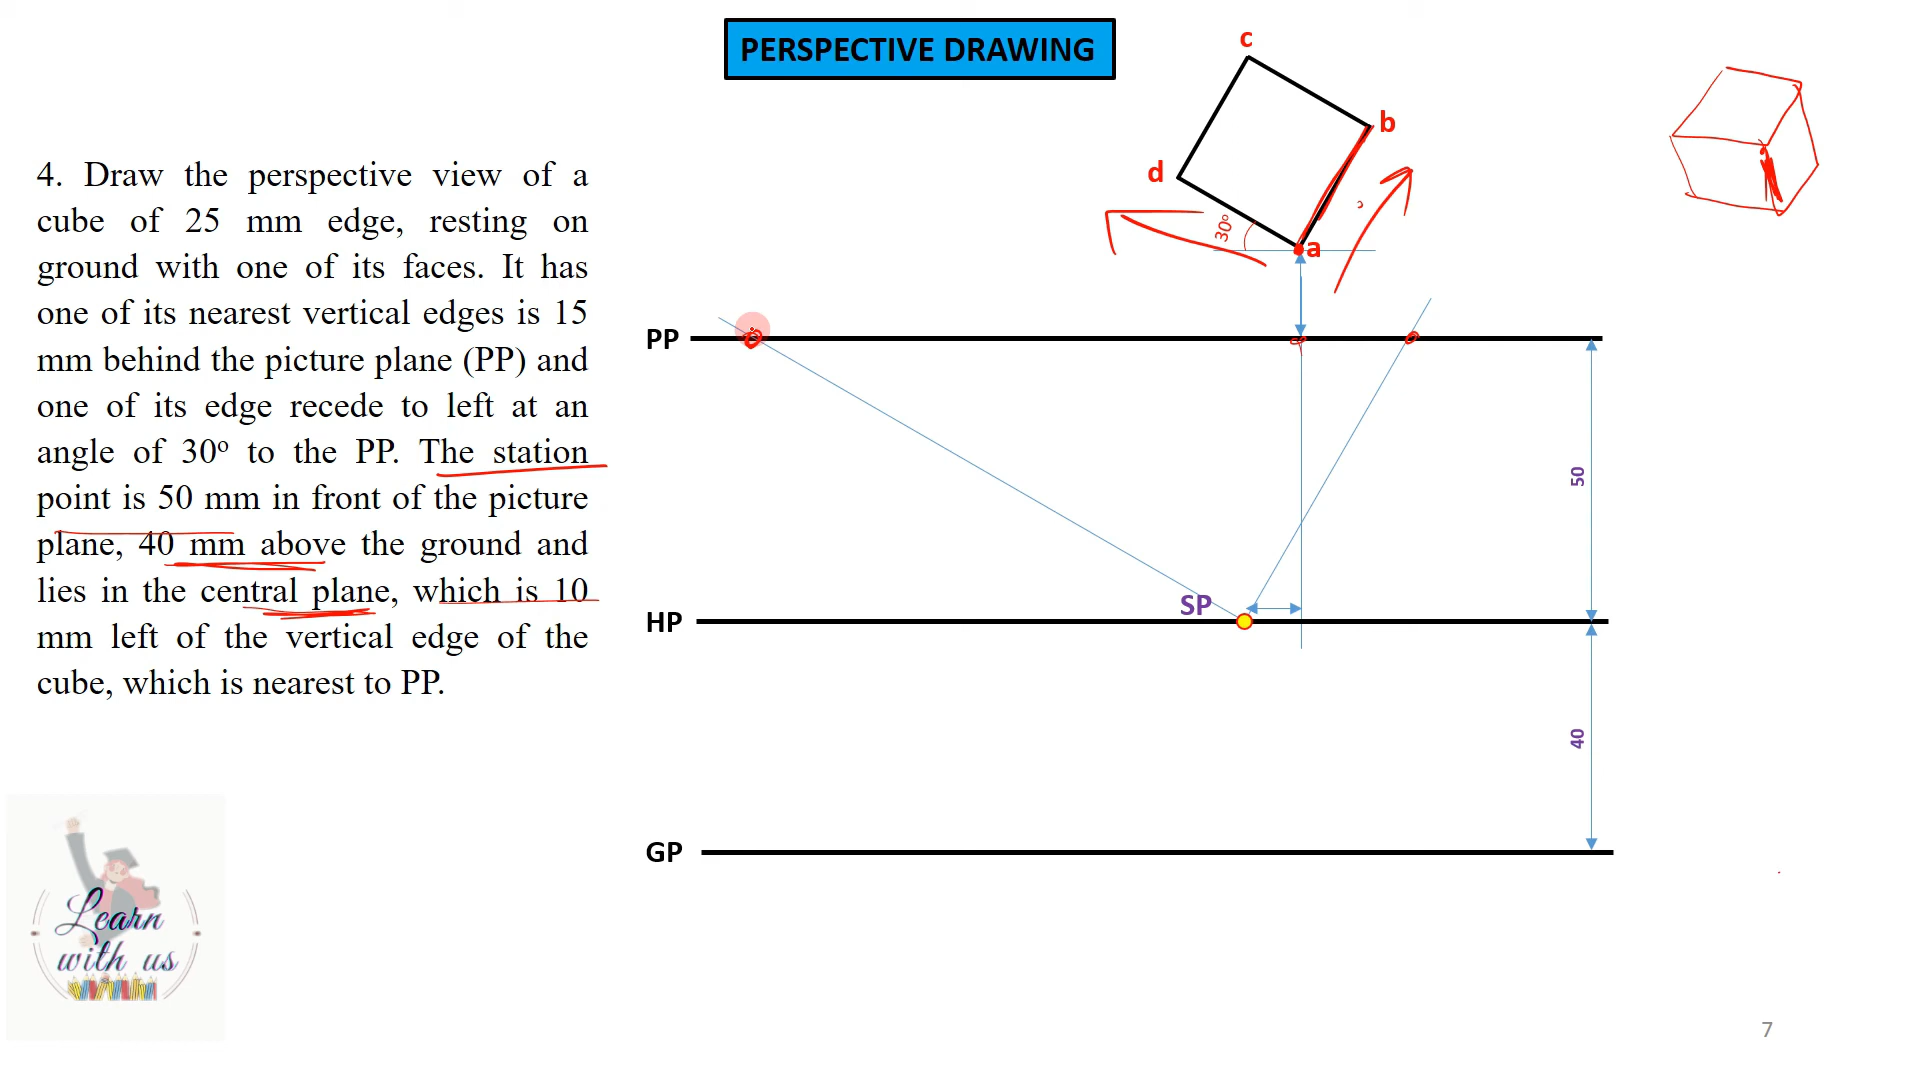 PERSPECTIVE DRAWING
4. Draw the perspective view of a
cube of 25 mm edge, resting on
ground with one of its faces. It has
one of its nearest vertical edges is 15
mm behind the picture plane (PP) and
one of its edge recede to left at an
angle of 30º to the PP. The station
point is 50 mm in front of the picture
plane, 40 mm above the ground and
lies in the central plane, which is 10
mm left of the vertical edge of the
cube, which is nearest to PP.
c
b
d
30º
a
PP
50
SP
HP
40
GP
Learn
with us
7